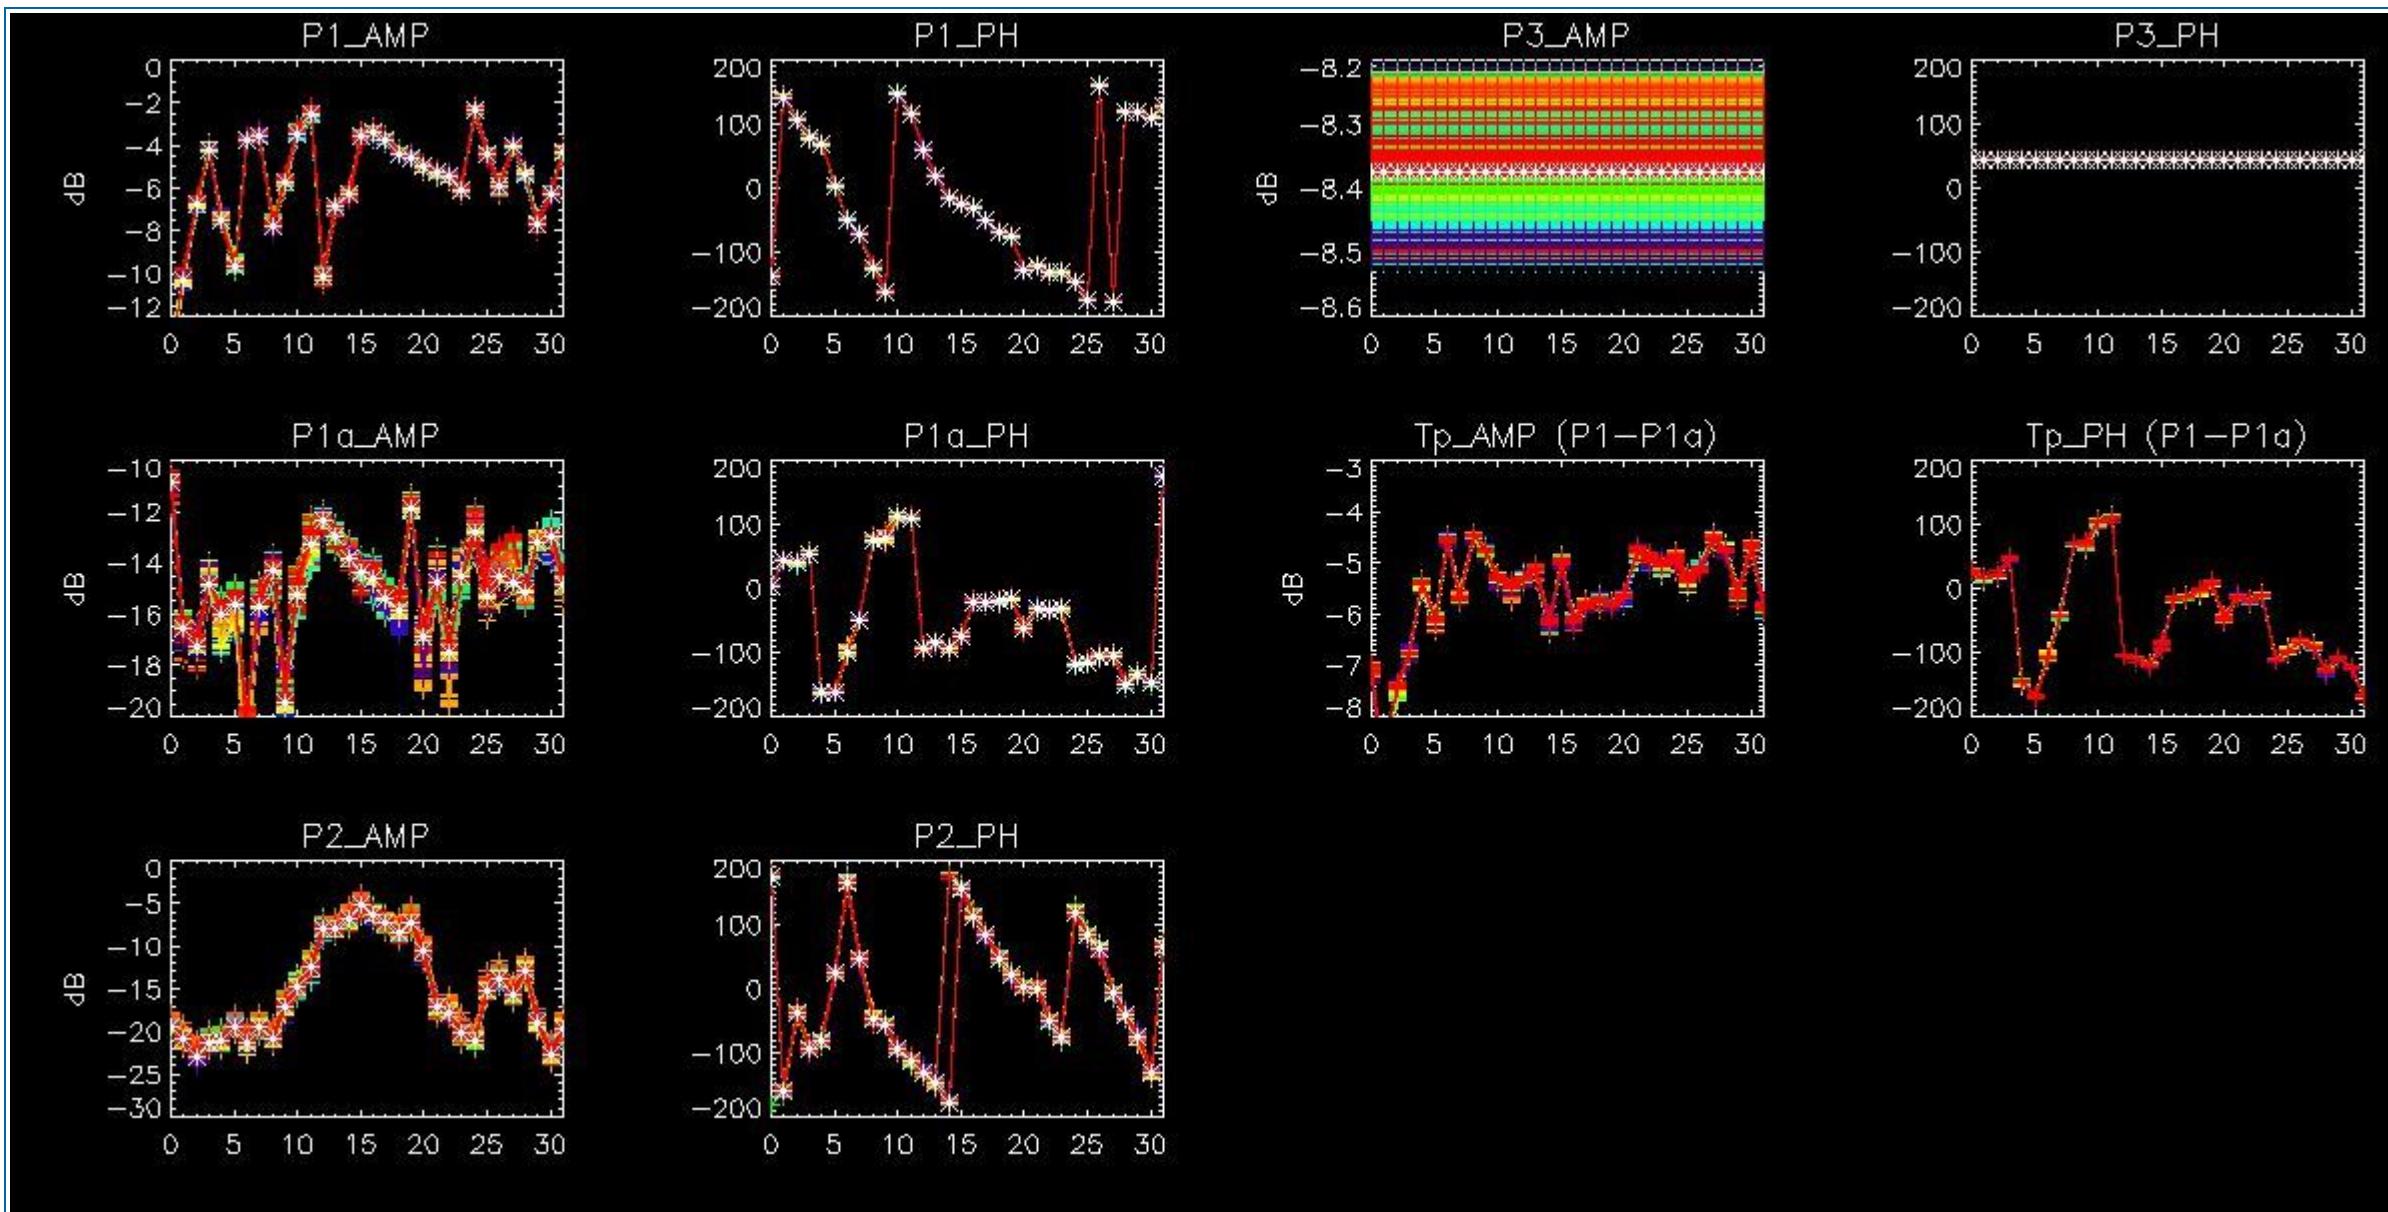 P1_AMP
0
−2
−4
−6
−8
−10
−12
dB
0 5 10 15 20 25 30
P1_PH
200
100
0
−100
−200
0 5 10 15 20 25 30
P3_AMP
−8.2
−8.3
−8.4
−8.5
−8.6
dB
0 5 10 15 20 25 30
P3_PH
200
100
0
−100
−200
0 5 10 15 20 25 30
P1a_AMP
−10
−12
−14
−16
−18
−20
dB
0 5 10 15 20 25 30
P1a_PH
200
100
0
−100
−200
0 5 10 15 20 25 30
Tp_AMP (P1−P1a)
−3
−4
−5
−6
−7
−8
dB
0 5 10 15 20 25 30
Tp_PH (P1−P1a)
200
100
0
−100
−200
0 5 10 15 20 25 30
P2_AMP
0
−5
−10
−15
−20
−25
−30
dB
0 5 10 15 20 25 30
P2_PH
200
100
0
−100
−200
0 5 10 15 20 25 30